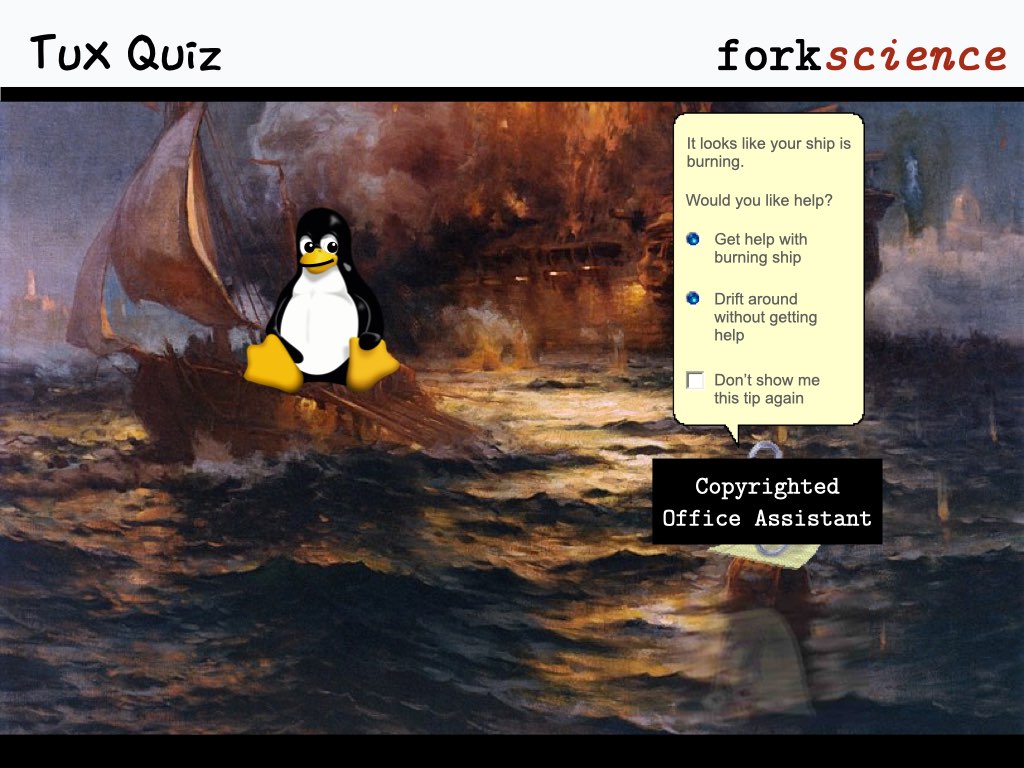 Tux Quiz
forkscience
It looks like your ship is
burning.
Would you like help?
Get help with
burning ship
Drift around
without getting
help
Don’t show me
this tip again
Copyrighted
Office Assistant